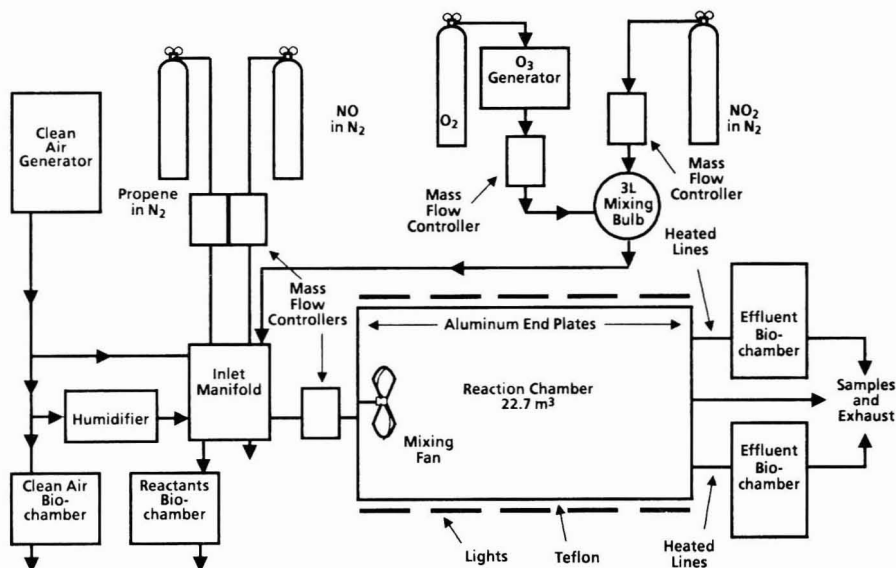 Clean
Air
Generator
Propene
in N2
NO
in N2
O2
O3
Generator
NO2
in N2
Mass
Flow
Controller
Mass
Flow
Controller
3L
Mixing
Bulb
Heated
Lines
Mass
Flow
Controllers
Aluminum End Plates
Effluent
Bio-
chamber
Inlet
Manifold
Reaction Chamber
22.7 m3
Samples
and
Exhaust
Humidifier
Mixing
Fan
Effluent
Bio-
chamber
Clean Air
Bio-
chamber
Reactants
Bio-
chamber
Lights
Teflon
Heated
Lines